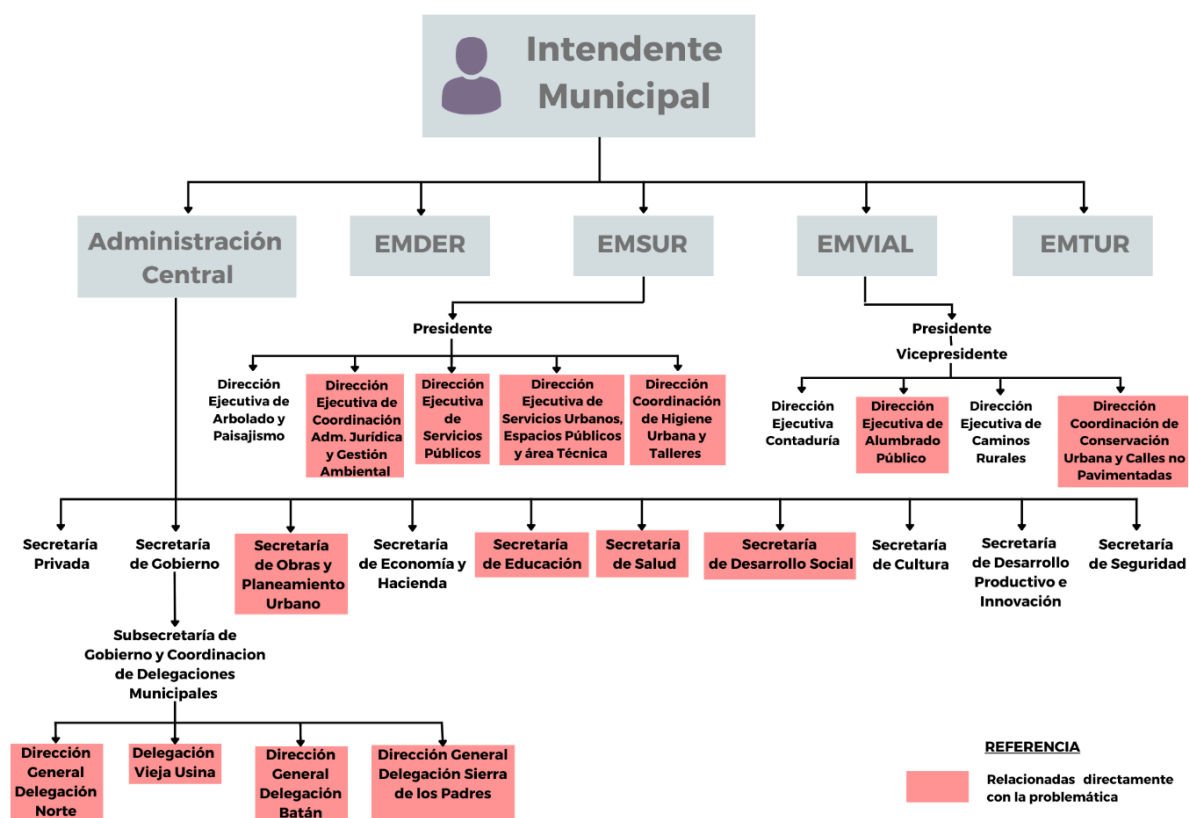 Intendente
Municipal
Administración
Central
EMDER
EMSUR
EMVIAL
EMTUR
Presidente
Dirección
Ejecutiva de
Arbolado y
Paisajismo
Dirección
Ejecutiva de
Coordinación
Adm. Jurídica
y Gestión
Ambiental
Dirección
Ejecutiva
de
Servicios
Públicos
Dirección
Ejecutiva de
Servicios Urbanos,
Espacios Públicos
y área Técnica
Dirección
Coordinación
de Higiene
Urbana y
Talleres
Presidente
Vicepresidente
Dirección
Ejecutiva
Contaduría
Dirección
Ejecutiva de
Alumbrado
Público
Dirección
Ejecutiva de
Caminos
Rurales
Dirección
Coordinación de
Conservación
Urbana y Calles no
Pavimentadas
Secretaría
Privada
Secretaría
de Gobierno
Secretaría
de Obras y
Planeamiento
Urbano
Secretaría
de Economía y
Hacienda
Secretaría
de Educación
Secretaría
de Salud
Secretaría
de Desarrollo Social
Secretaría
de Cultura
Secretaría
de Desarrollo
Productivo e
Innovación
Secretaría
de Seguridad
Subsecretaría de
Gobierno y Coordinacion
de Delegaciones
Municipales
Dirección
General
Delegación
Norte
Delegación
Vieja Usina
Dirección
General
Delegación
Batán
Dirección General
Delegación Sierra
de los Padres
REFERENCIA
Relacionadas directamente
con la problemática